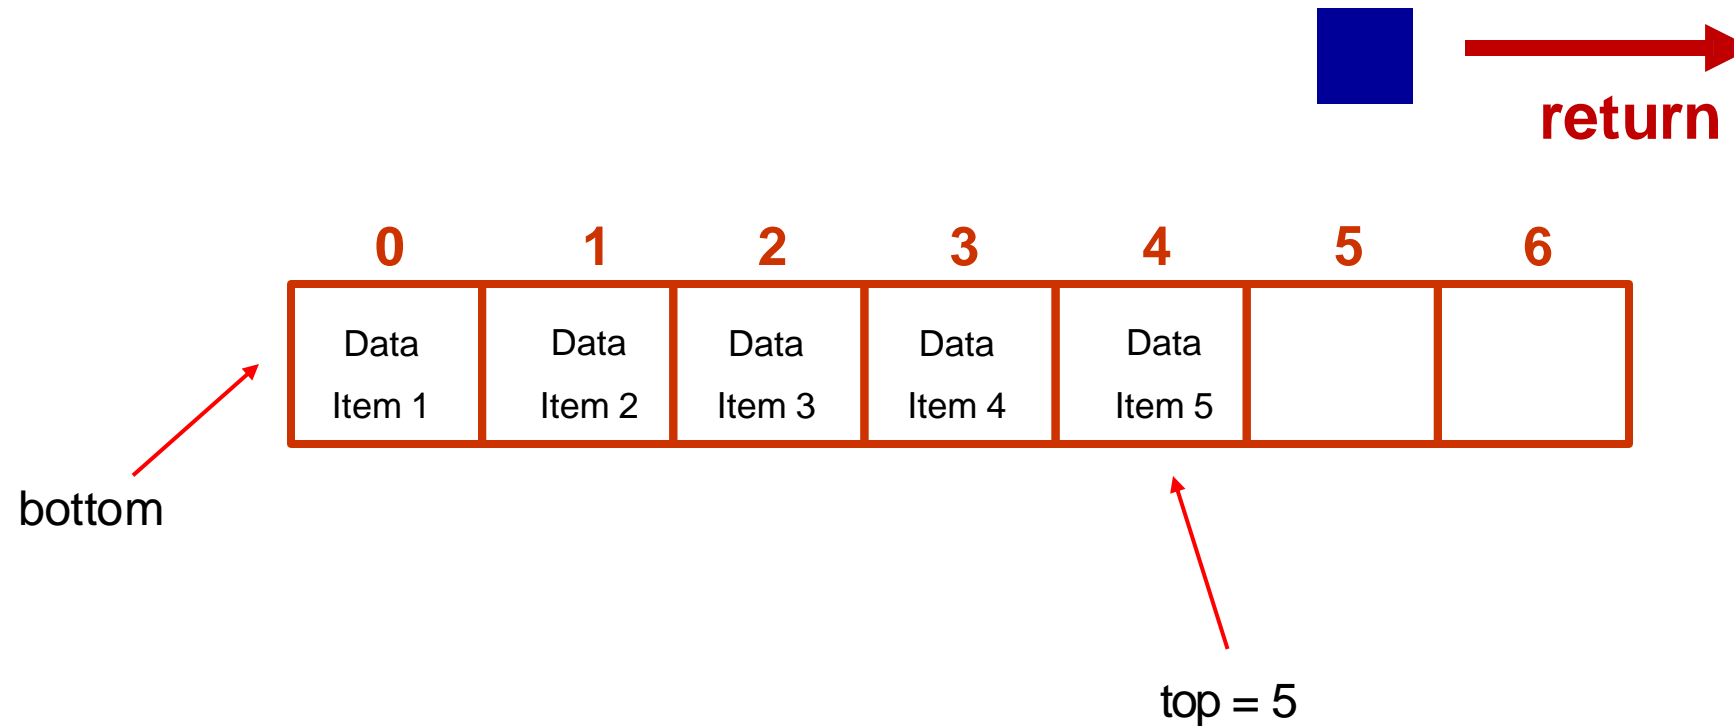 return
0 1 2 3 4 5 6
Data Data Data Data Data
Item 1 Item 2 Item 3 Item 4 Item 5
bottom
top = 5